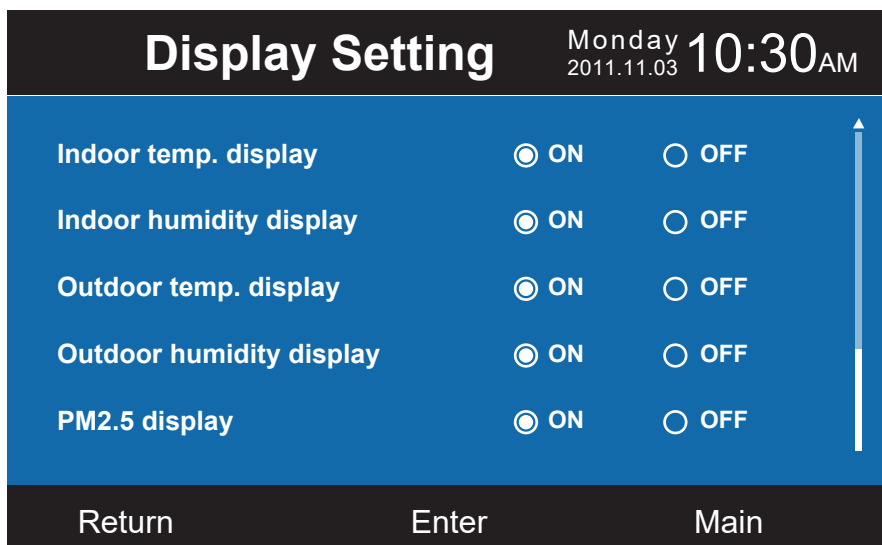 Display Setting
Monday
2011.11.03
10:30AM
Indoor temp. display ON OFF
Indoor humidity display ON OFF
Outdoor temp. display ON OFF
Outdoor humidity display ON OFF
PM2.5 display ON OFF
Return Enter Main